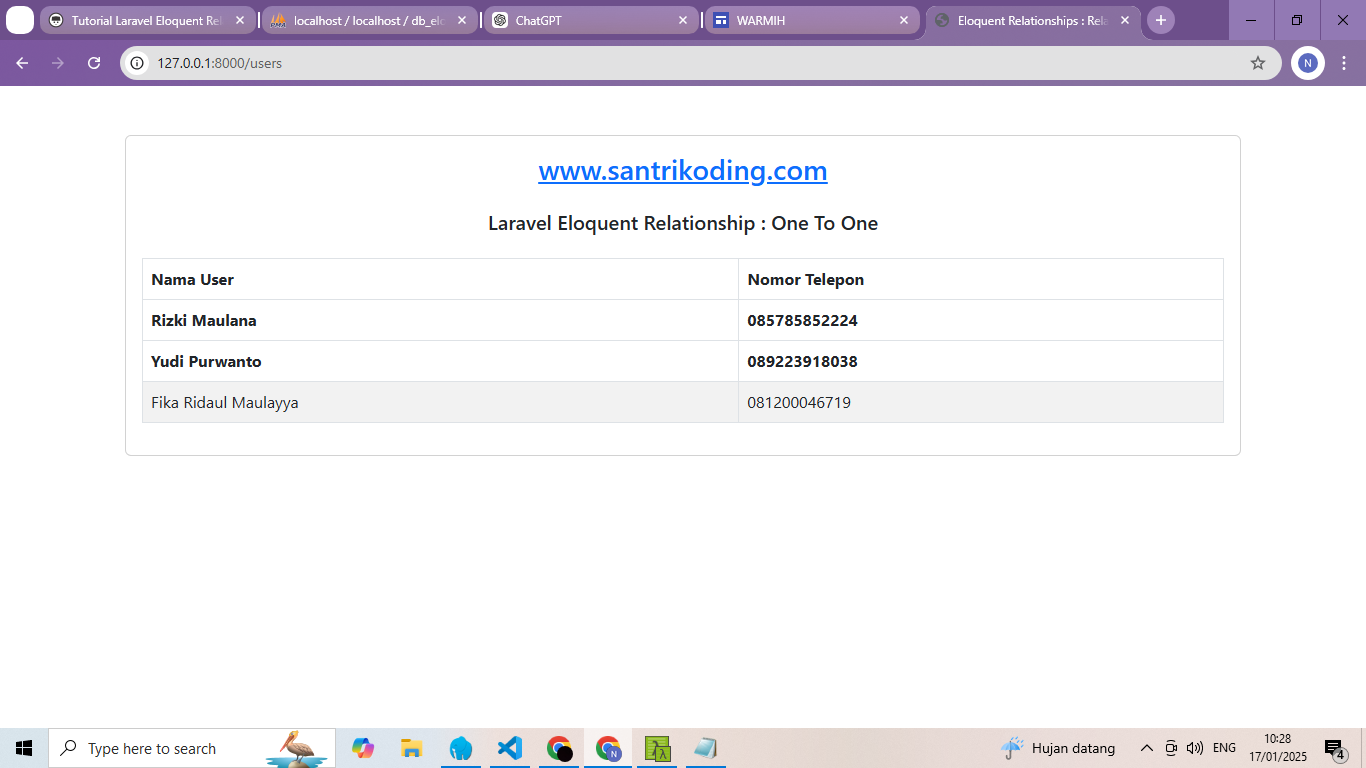 Tutorial Laravel Eloquent Rel
localhost / localhost / db_elo
ChatGPT
WARMIH
Eloquent Relationships : Rela
127.0.0.1:8000/users
N
www.santrikoding.com
Laravel Eloquent Relationship : One To One
Nama User Nomor Telepon
Rizki Maulana 085785852224
Yudi Purwanto 089223918038
Fika Ridaul Maulayya 081200046719
Type here to search
N
Hujan datang
ENG
10:28
17/01/2025
4